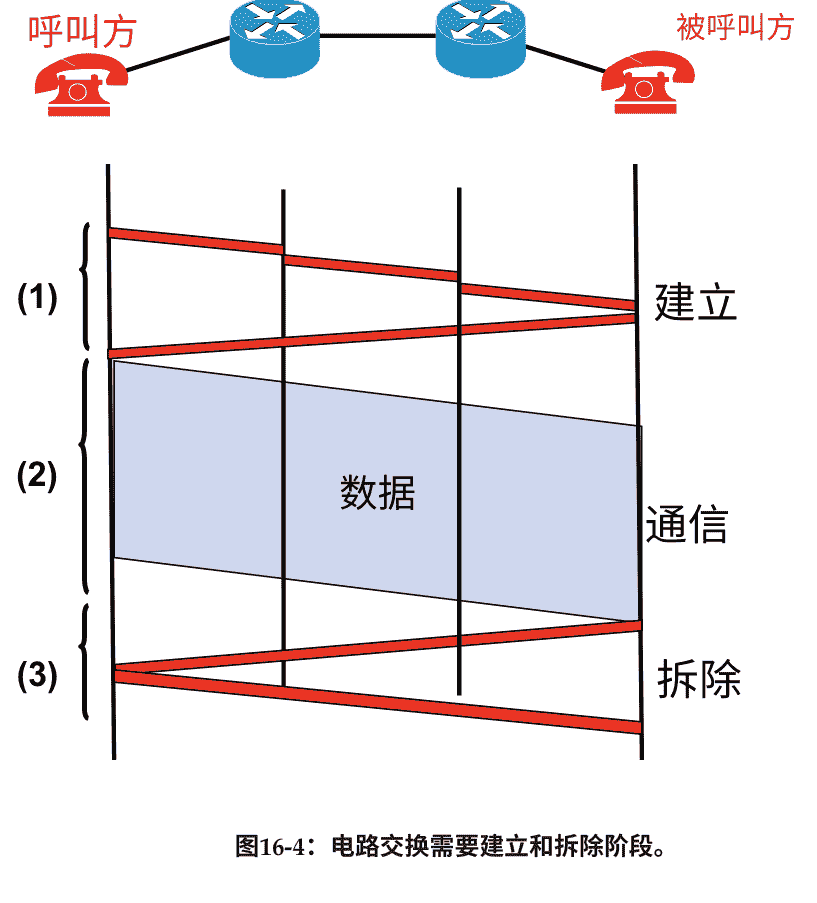 呼叫方
被呼叫方
(1)
建立
(2)
数据
通信
(3)
拆除
图16-4：电路交换需要建立和拆除阶段。